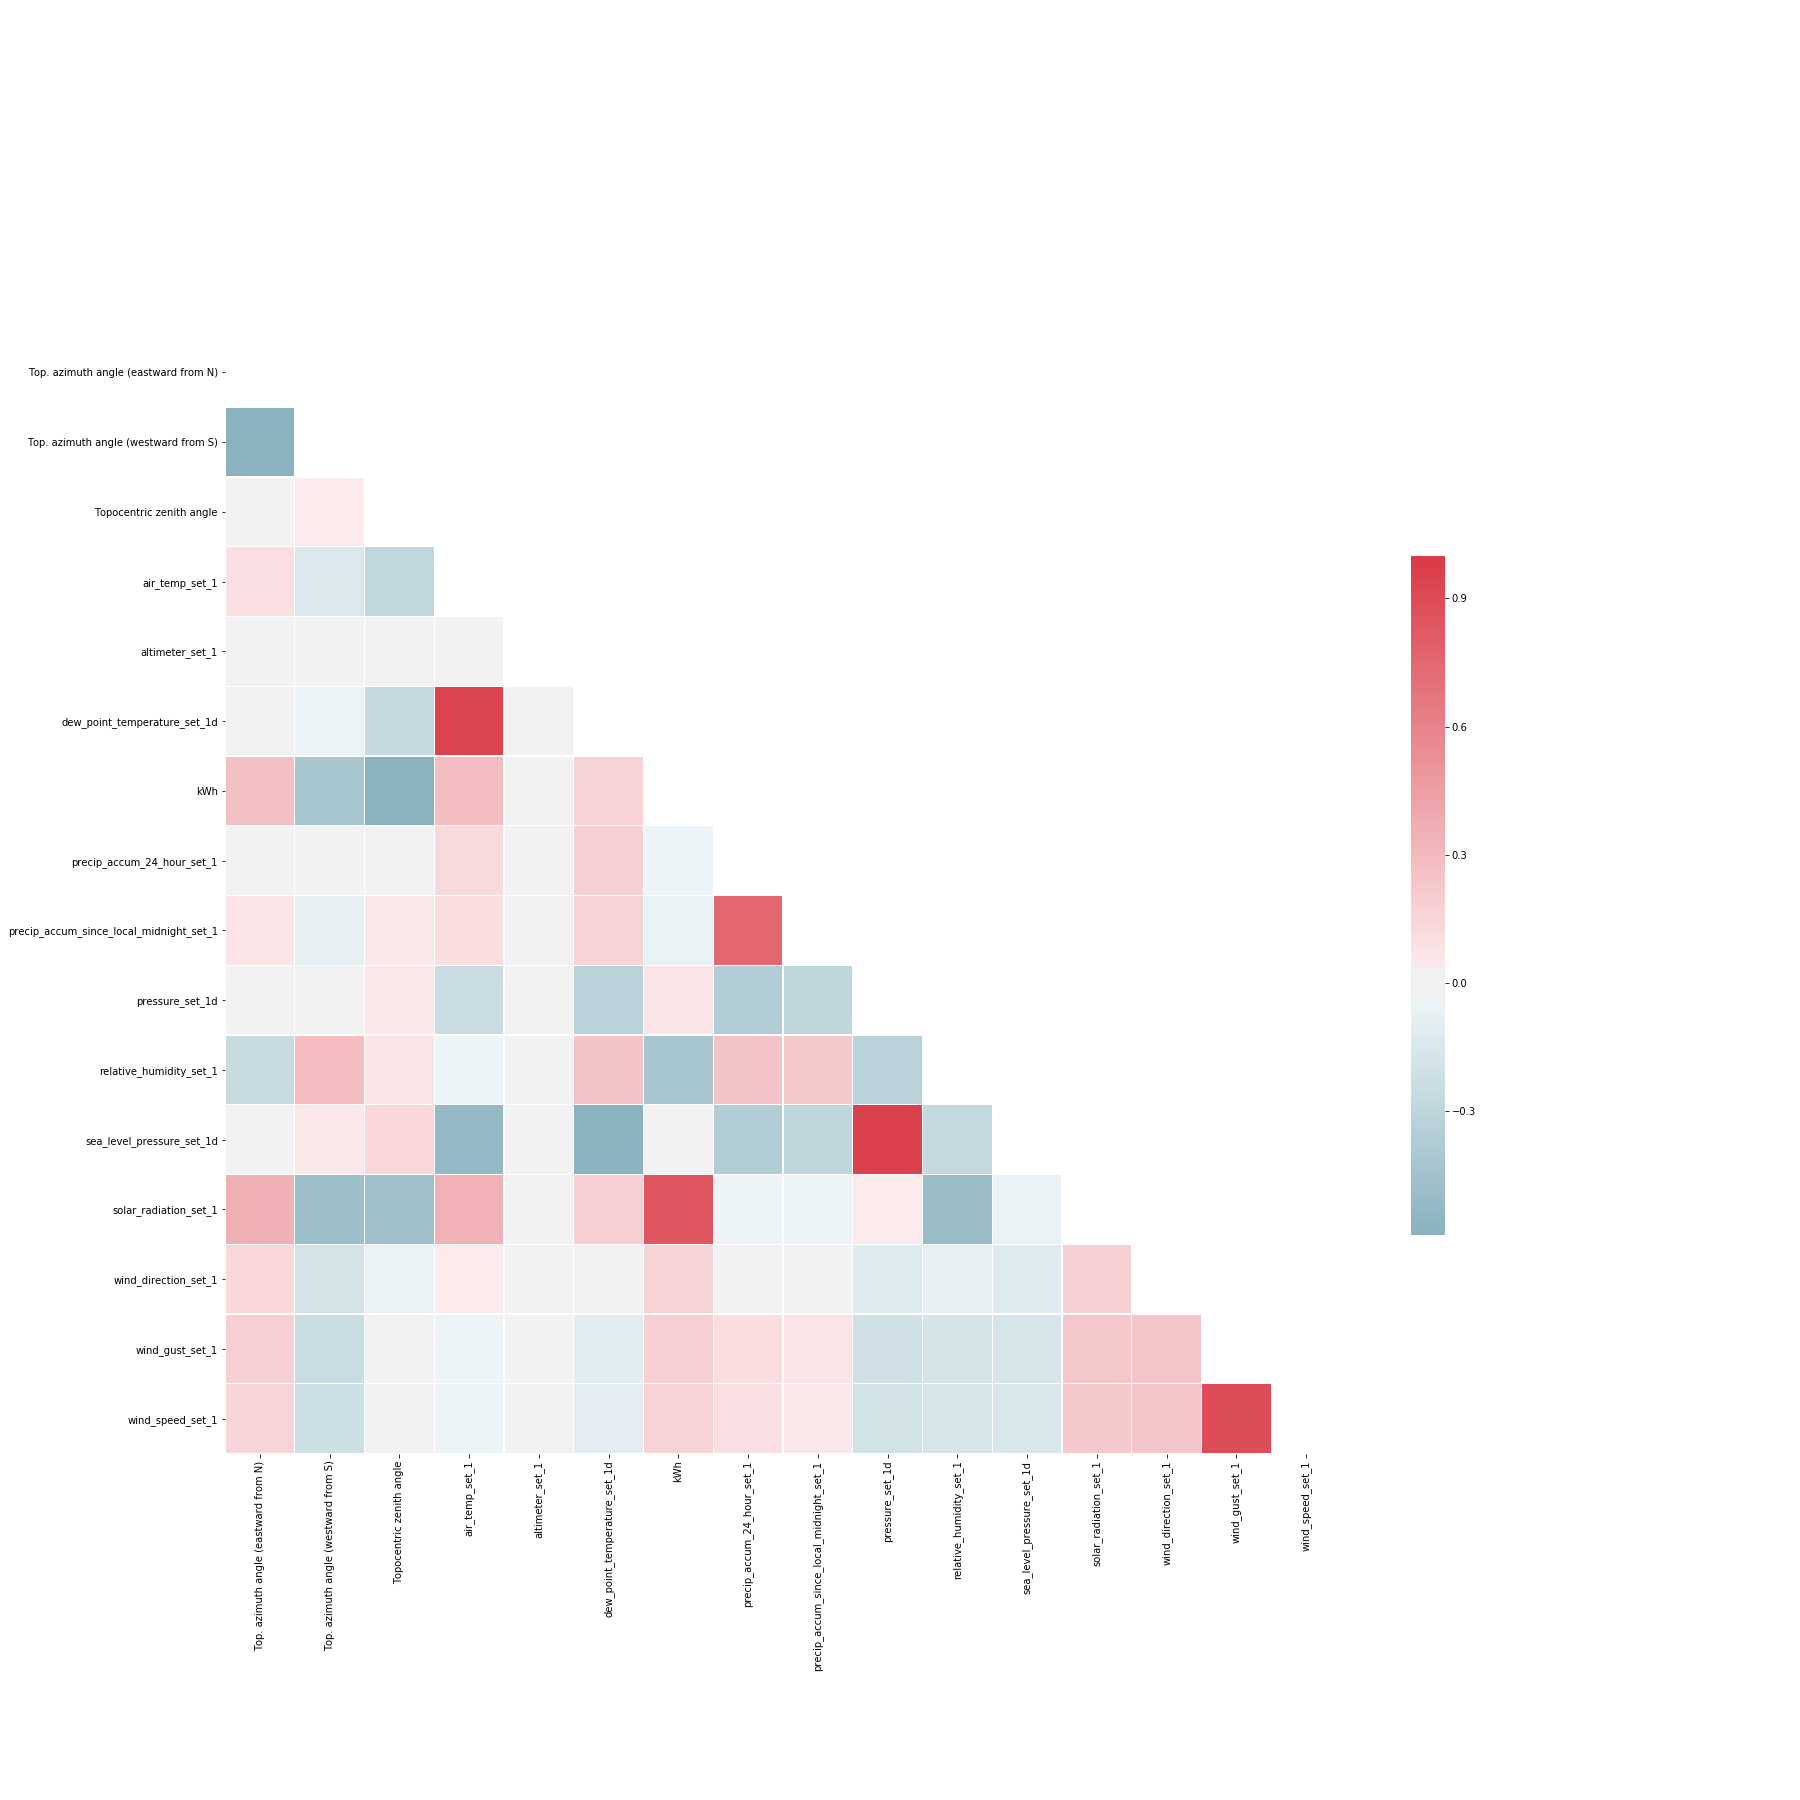 Top. azimuth angle (eastward from N)
Top. azimuth angle (westward from S)
Topocentric zenith angle
air_temp_set_1
altimeter_set_1
dew_point_temperature_set_1d
kWh
precip_accum_24_hour_set_1
precip_accum_since_local_midnight_set_1
pressure_set_1d
relative_humidity_set_1
sea_level_pressure_set_1d
solar_radiation_set_1
wind_direction_set_1
wind_gust_set_1
wind_speed_set_1
Top. azimuth angle (eastward from N)
Top. azimuth angle (westward from S)
Topocentric zenith angle
air_temp_set_1
altimeter_set_1
dew_point_temperature_set_1d
kWh
precip_accum_24_hour_set_1
precip_accum_since_local_midnight_set_1
pressure_set_1d
relative_humidity_set_1
sea_level_pressure_set_1d
solar_radiation_set_1
wind_direction_set_1
wind_gust_set_1
wind_speed_set_1
0.9
0.6
0.3
0.0
−0.3